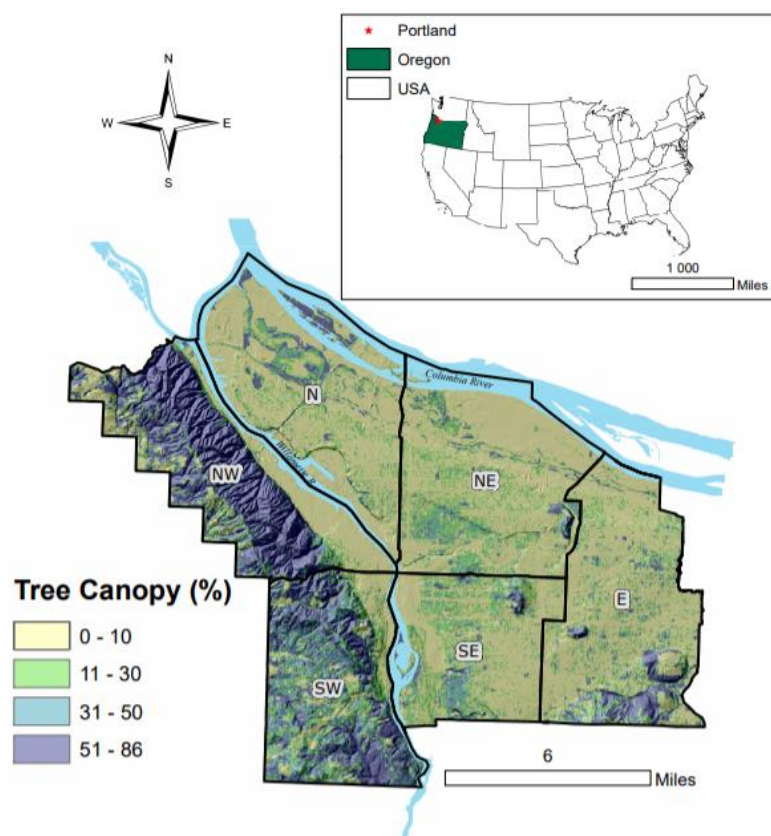 Portland
Oregon
USA
N
W
E
S
1 000
Miles
Columbia River
N
Willamette R.
NW
NE
E
SE
SW
Tree Canopy (%)
0 - 10
11 - 30
31 - 50
51 - 86
6
Miles